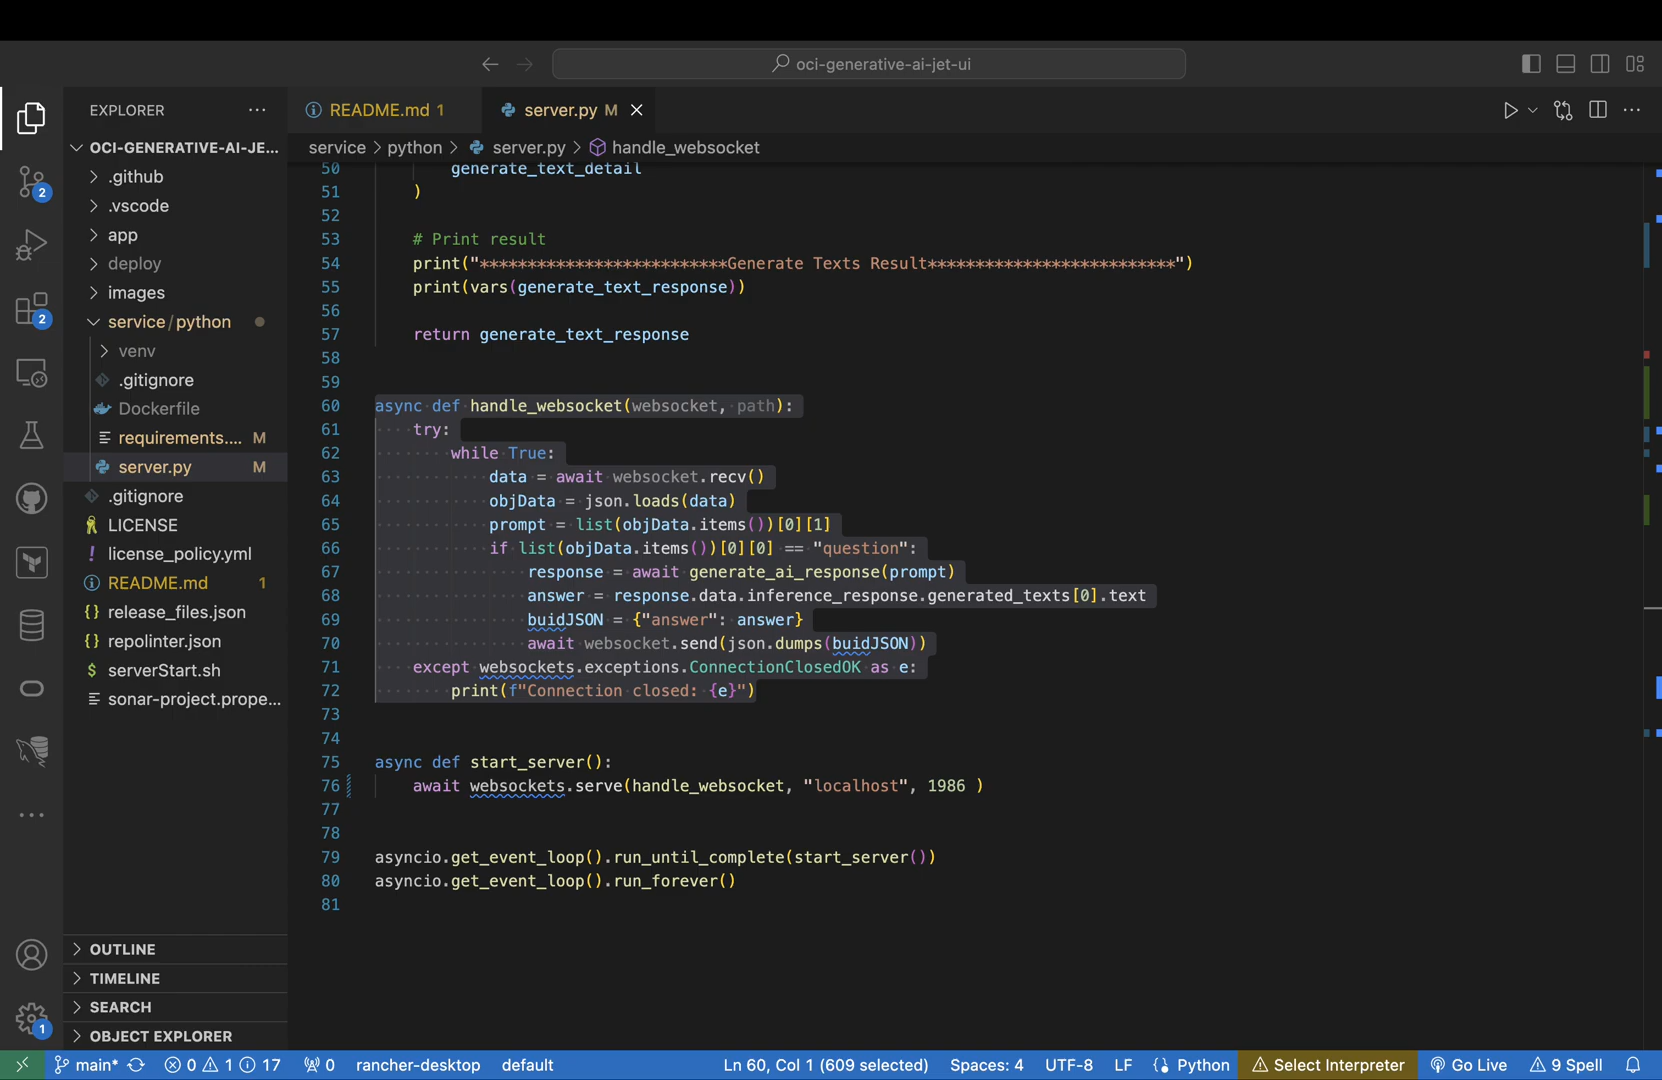 oci-generative-ai-jet-ui
EXPLORER
OCI-GENERATIVE-AI-JE...
.github
.vscode
app
deploy
images
service/python
venv
.gitignore
Dockerfile
requirements.... M
server.py M
.gitignore
LICENSE
license_policy.yml
README.md 1
release_files.json
repolinter.json
serverStart.sh
sonar-project.prope...
OUTLINE
TIMELINE
SEARCH
OBJECT EXPLORER
2
2
1
README.md 1
server.py M
service > python > server.py > handle_websocket
50 generate_text_detail
51 )
52
53 # Print result
54 print("**************************Generate Texts Result**************************")
55 print(vars(generate_text_response))
56
57 return generate_text_response
58
59
60 async def handle_websocket(websocket, path):
61 try:
62 while True:
63 data = await websocket.recv()
64 objData = json.loads(data)
65 prompt = list(objData.items())[0][1]
66 if list(objData.items())[0][0] == "question":
67 response = await generate_ai_response(prompt)
68 answer = response.data.inference_response.generated_texts[0].text
69 buidJSON = {"answer": answer}
70 await websocket.send(json.dumps(buidJSON))
71 except websockets.exceptions.ConnectionClosedOK as e:
72 print(f"Connection closed: {e}")
73
74
75 async def start_server():
76 await websockets.serve(handle_websocket, "localhost", 1986 )
77
78
79 asyncio.get_event_loop().run_until_complete(start_server())
80 asyncio.get_event_loop().run_forever()
81
main* 0 1 17 0 rancher-desktop default Ln 60, Col 1 (609 selected) Spaces: 4 UTF-8 LF {} Python Select Interpreter Go Live 9 Spell